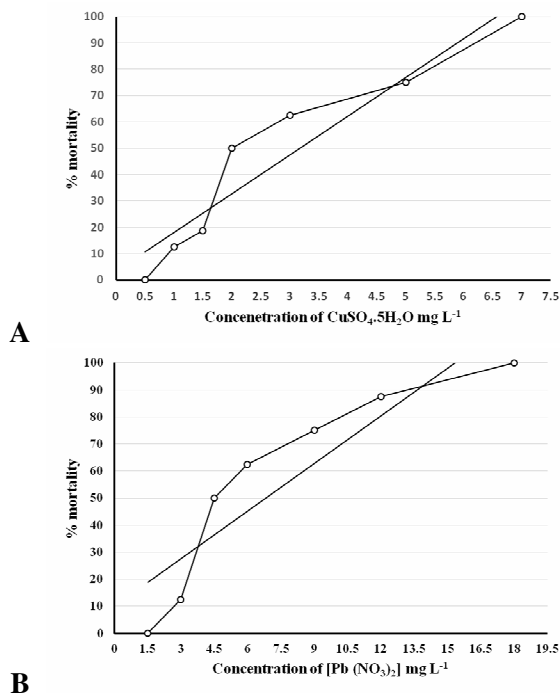 100
90
80
70
60
50
40
30
20
10
0
% mortality
0 0.5 1 1.5 2 2.5 3 3.5 4 4.5 5 5.5 6 6.5 7 7.5
Concenetration of CuSO₄.5H₂O mg L⁻¹
A
100
90
80
70
60
50
40
30
20
10
0
% mortality
0 1.5 3 4.5 6 7.5 9 10.5 12 13.5 15 16.5 18 19.5
Concentration of [Pb (NO₃)₂] mg L⁻¹
B